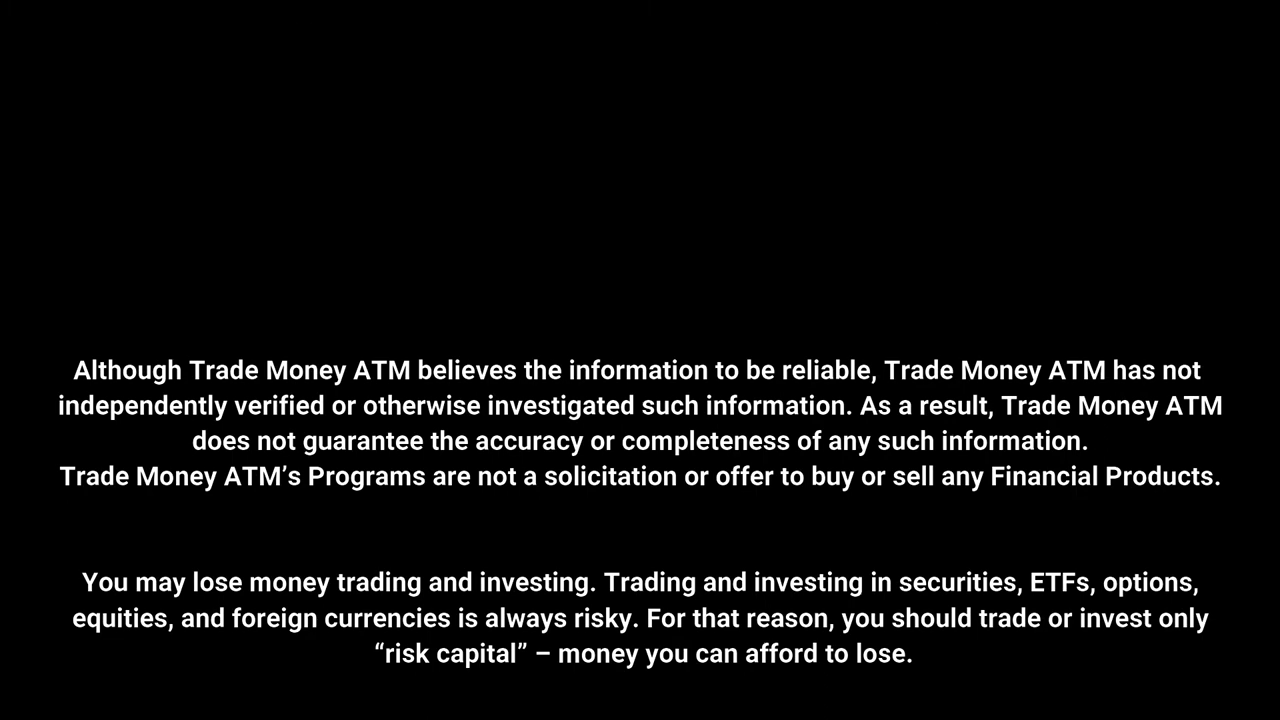 Although Trade Money ATM believes the information to be reliable, Trade Money ATM has not
independently verified or otherwise investigated such information. As a result, Trade Money ATM
does not guarantee the accuracy or completeness of any such information.
Trade Money ATM’s Programs are not a solicitation or offer to buy or sell any Financial Products.
You may lose money trading and investing. Trading and investing in securities, ETFs, options,
equities, and foreign currencies is always risky. For that reason, you should trade or invest only
“risk capital” – money you can afford to lose.